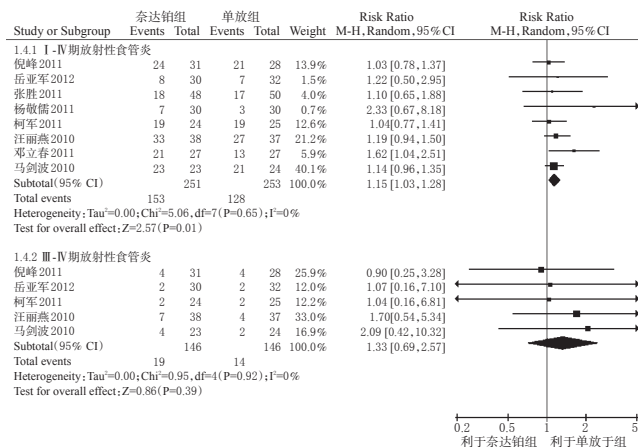 奈达铂组 单放组 Risk Ratio Risk Ratio
Study or Subgroup Events Total Events Total Weight M-H,Random,95%CI M-H,Random,95%CI
1.4.1 Ⅰ-Ⅳ期放射性食管炎
倪峰2011 24 31 21 28 13.9% 1.03 [0.78,1.37]
岳亚军2012 8 30 7 32 1.5% 1.22 [0.50,2.95]
张胜2011 18 48 17 50 4.1% 1.10 [0.65,1.88]
杨敬儒2011 7 30 3 30 0.7% 2.33 [0.67,8.18]
柯军2011 19 24 19 25 12.6% 1.04[0.77,1.41]
汪丽燕2010 33 38 27 37 21.2% 1.19 [0.94,1.50]
邓立春2011 21 27 13 27 5.9% 1.62 [1.04,2.51]
马剑波2010 23 23 21 24 40.1% 1.14 [0.96,1.35]
Subtotal(95% CI) 251 253 100.0% 1.15 [1.03,1.28]
Total events 153 128
Heterogeneity:Tau²=0.00;Chi²=5.06,df=7(P=0.65);I²=0%
Test for overall effect;Z=2.57(P=0.01)
1.4.2 Ⅲ-Ⅳ期放射性食管炎
倪峰2011 4 31 4 28 25.9% 0.90 [0.25,3.28]
岳亚军2012 2 30 2 32 11.9% 1.07 [0.16,7.10]
柯军2011 2 24 2 25 12.0% 1.04 [0.16,6.81]
汪丽燕2010 7 38 4 37 33.4% 1.70[0.54,5.34]
马剑波2010 4 23 2 24 16.9% 2.09 [0.42,10.32]
Subtotal(95% CI) 146 146 100.0% 1.33 [0.69,2.57]
Total events 19 14
Heterogeneity:Tau²=0.00;Chi²=0.95,df=4(P=0.92);I²=0%
Test for overall effect:Z=0.86(P=0.39)
0.2 0.5 1 2 5
利于奈达铂组 利于单放于组